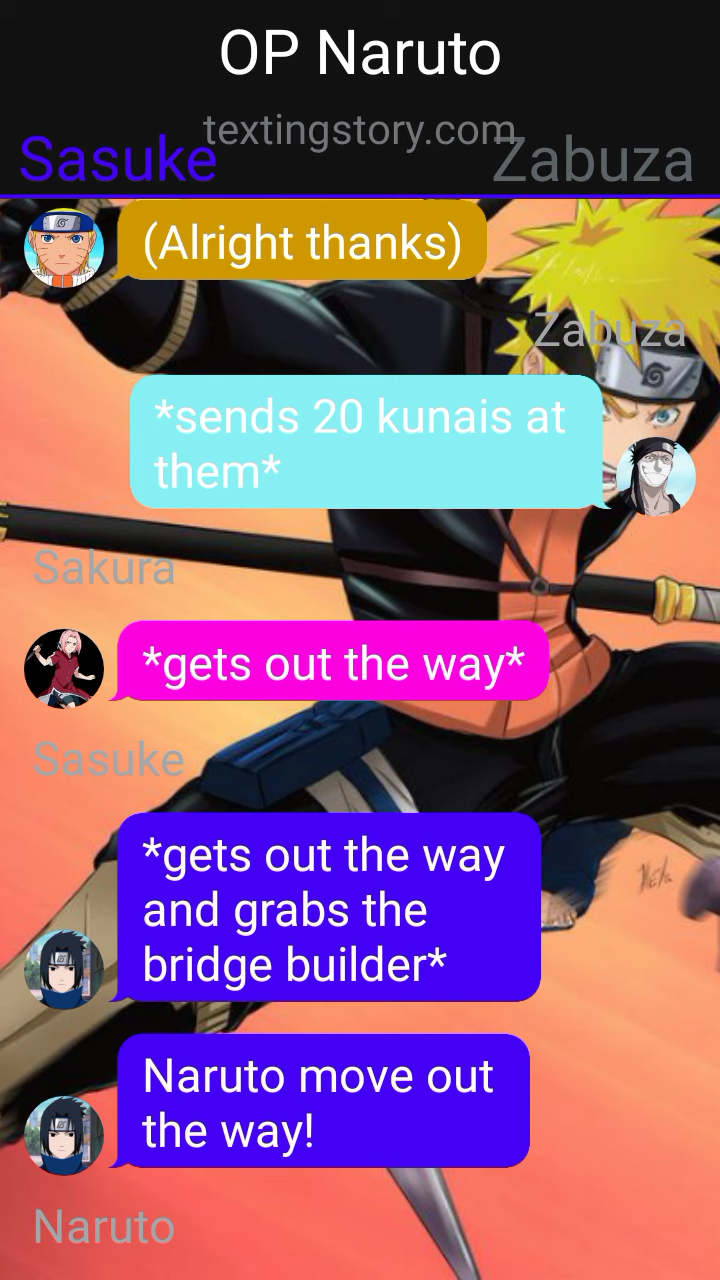 OP Naruto
textingstory.com
Sasuke
Zabuza
(Alright thanks)
Zabuza
*sends 20 kunais at
them*
Sakura
*gets out the way*
Sasuke
*gets out the way
and grabs the
bridge builder*
Naruto move out
the way!
Naruto